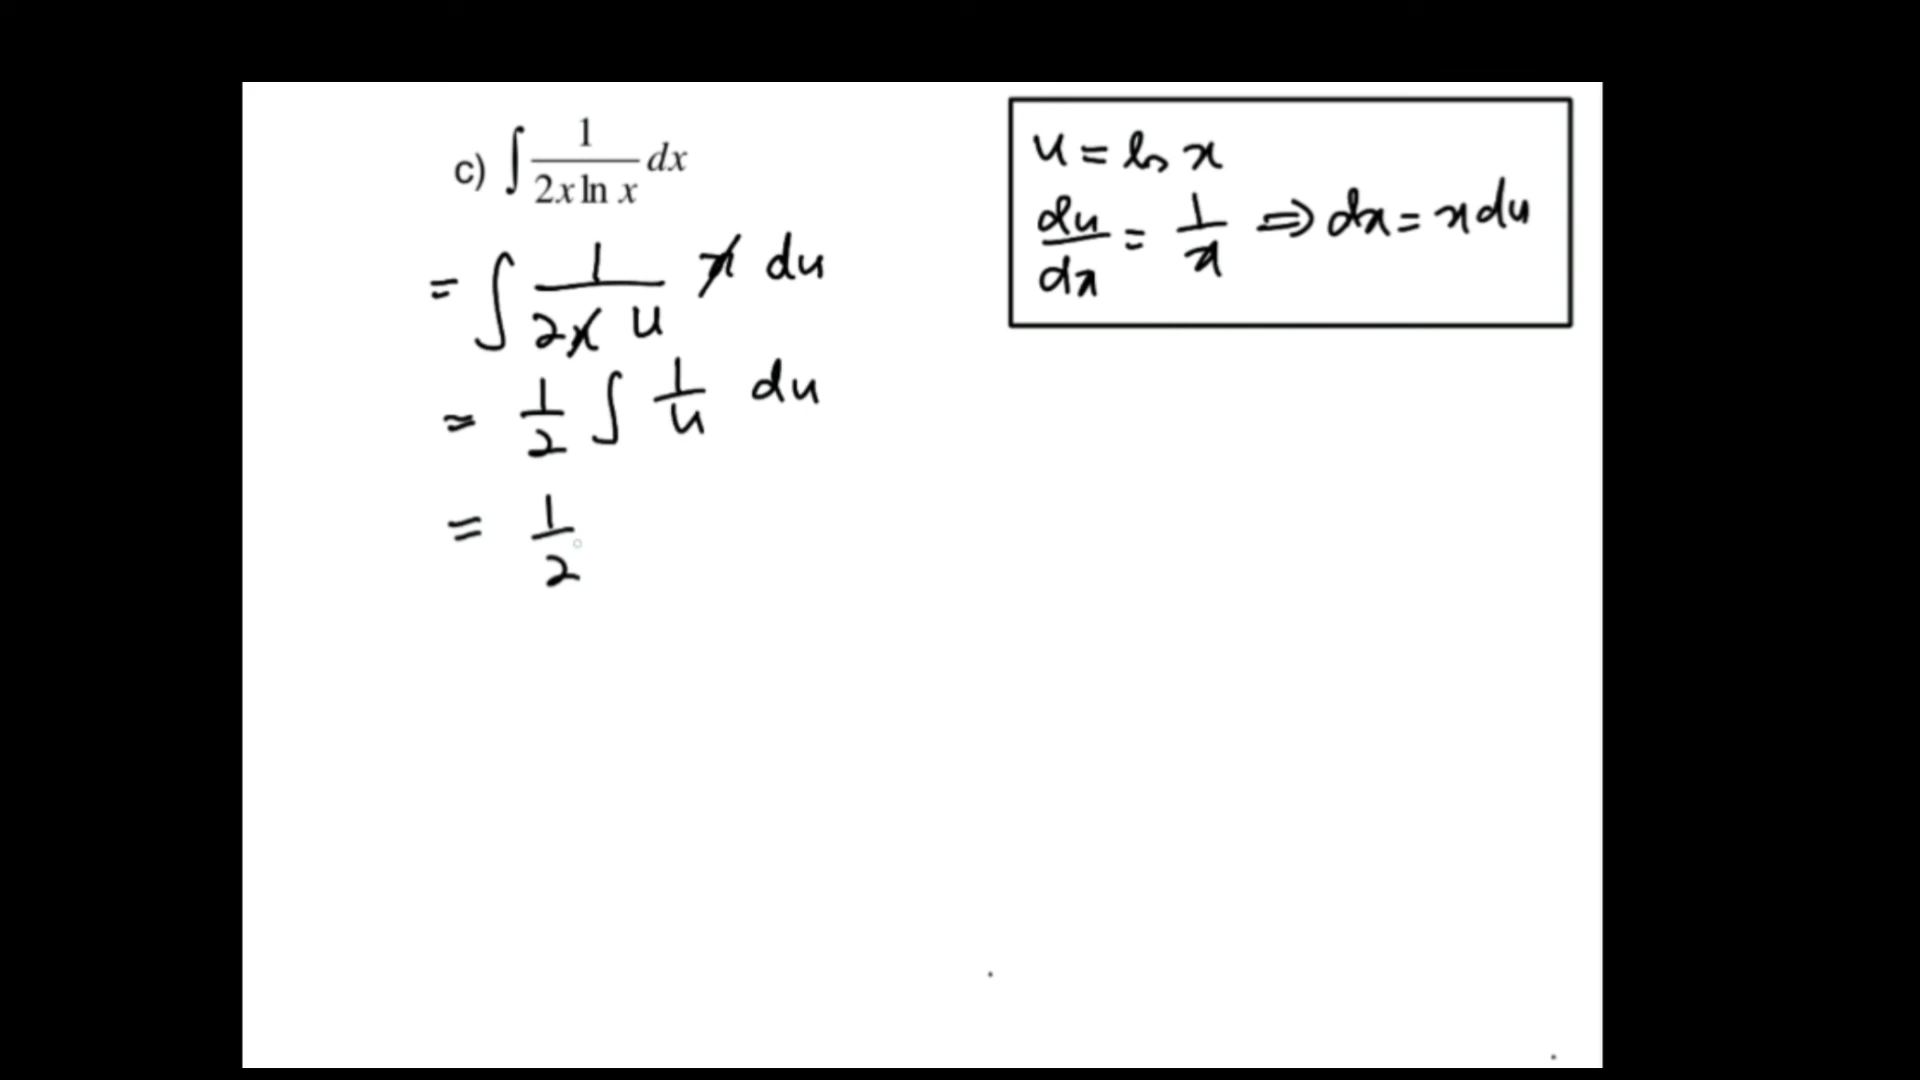 c) ∫ 1/(2x ln x) dx
= ∫ 1/(2x u) x du
= 1/2 ∫ 1/u du
= 1/2
u = ln x
du/dx = 1/x ⇒ dx = x du